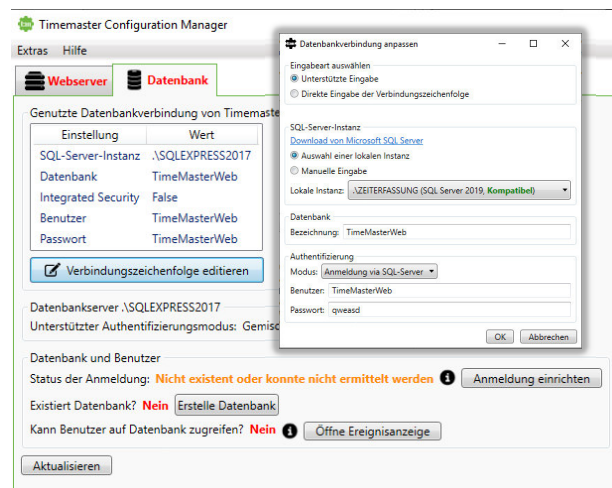 Timemaster Configuration Manager
Extras Hilfe
Webserver
Datenbank
Genutzte Datenbankverbindung von Timemaste
Einstellung Wert
SQL-Server-Instanz .\SQLEXPRESS2017
Datenbank TimeMasterWeb
Integrated Security False
Benutzer TimeMasterWeb
Passwort TimeMasterWeb
Verbindungszeichenfolge editieren
Datenbankserver .\SQLEXPRESS2017
Unterstützter Authentifizierungsmodus: Gemisc
Datenbank und Benutzer
Status der Anmeldung: Nicht existent oder konnte nicht ermittelt werden Anmeldung einrichten
Existiert Datenbank? Nein Erstelle Datenbank
Kann Benutzer auf Datenbank zugreifen? Nein Öffne Ereignisanzeige
Aktualisieren
Datenbankverbindung anpassen
Eingabeart auswählen
Unterstützte Eingabe
Direkte Eingabe der Verbindungszeichenfolge
SQL-Server-Instanz
Download von Microsoft SQL Server
Auswahl einer lokalen Instanz
Manuelle Eingabe
Lokale Instanz: .\ZEITERFASSUNG (SQL Server 2019, Kompatibel)
Datenbank
Bezeichnung: TimeMasterWeb
Authentifizierung
Modus: Anmeldung via SQL-Server
Benutzer: TimeMasterWeb
Passwort: qweasd
OK Abbrechen